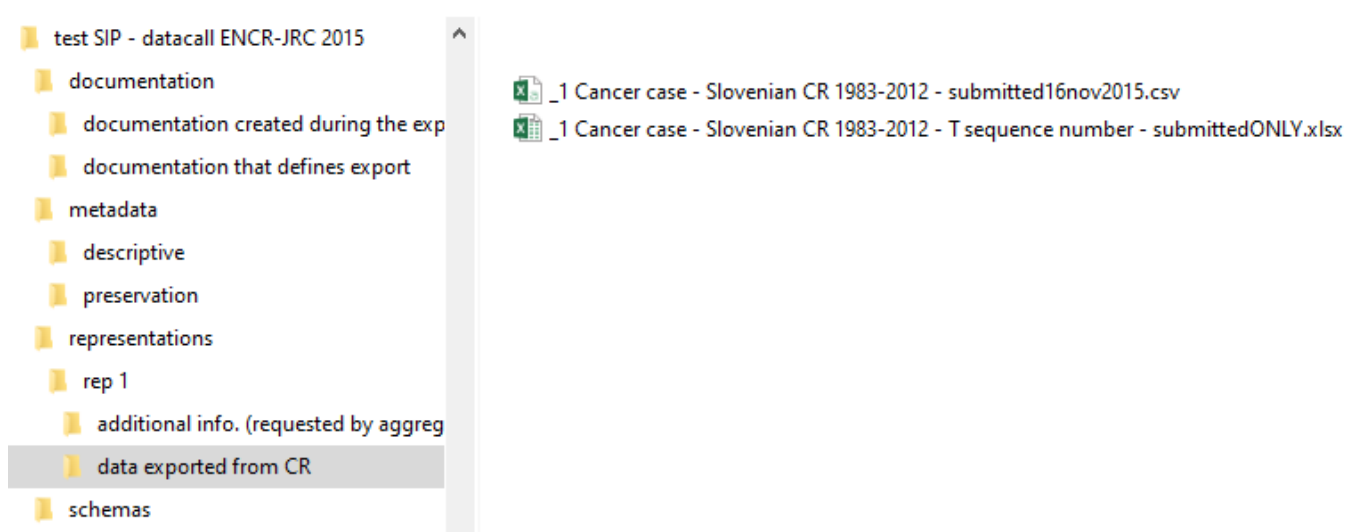 test SIP - datacall ENCR-JRC 2015
documentation
documentation created during the exp
documentation that defines export
metadata
descriptive
preservation
representations
rep 1
additional info. (requested by aggreg
data exported from CR
schemas
_1 Cancer case - Slovenian CR 1983-2012 - submitted16nov2015.csv
_1 Cancer case - Slovenian CR 1983-2012 - T sequence number - submittedONLY.xlsx